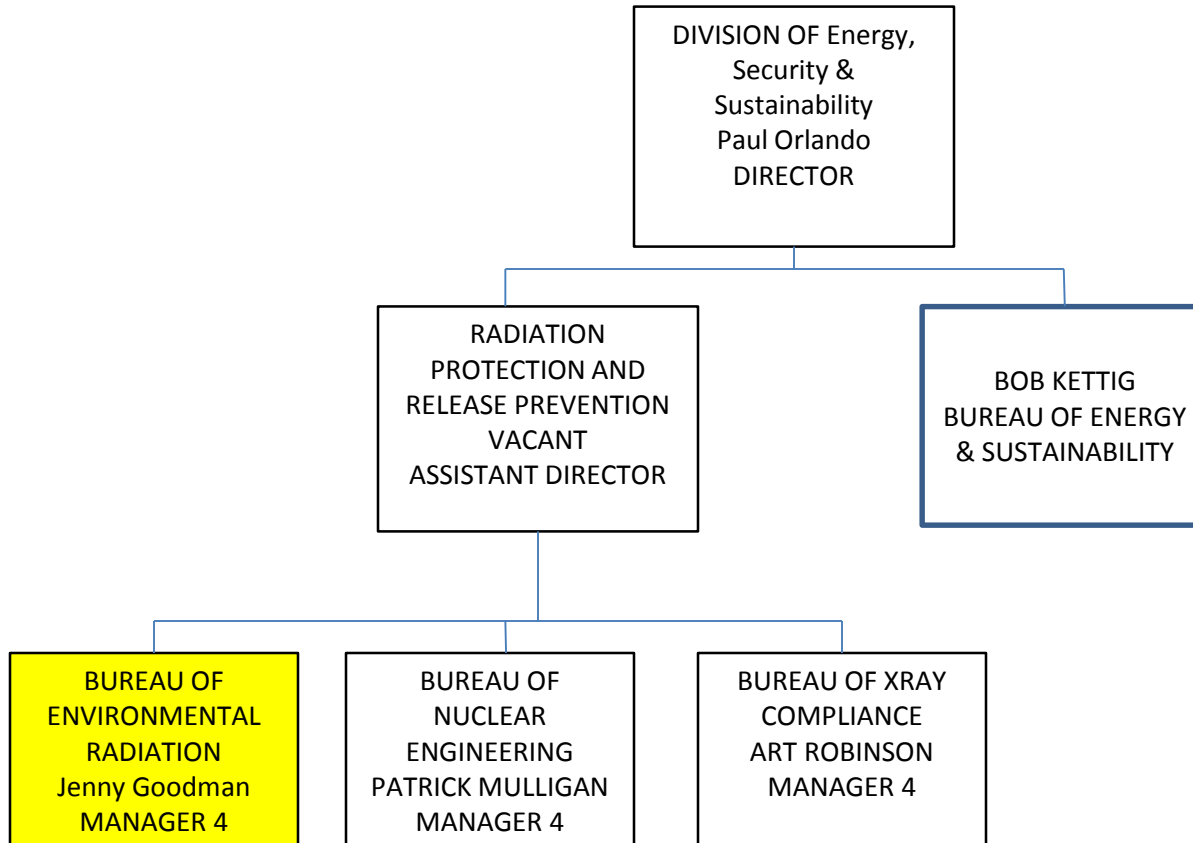 DIVISION OF Energy,
Security &
Sustainability
Paul Orlando
DIRECTOR
RADIATION
PROTECTION AND
RELEASE PREVENTION
VACANT
ASSISTANT DIRECTOR
BOB KETTIG
BUREAU OF ENERGY
& SUSTAINABILITY
BUREAU OF
ENVIRONMENTAL
RADIATION
Jenny Goodman
MANAGER 4
BUREAU OF
NUCLEAR
ENGINEERING
PATRICK MULLIGAN
MANAGER 4
BUREAU OF XRAY
COMPLIANCE
ART ROBINSON
MANAGER 4